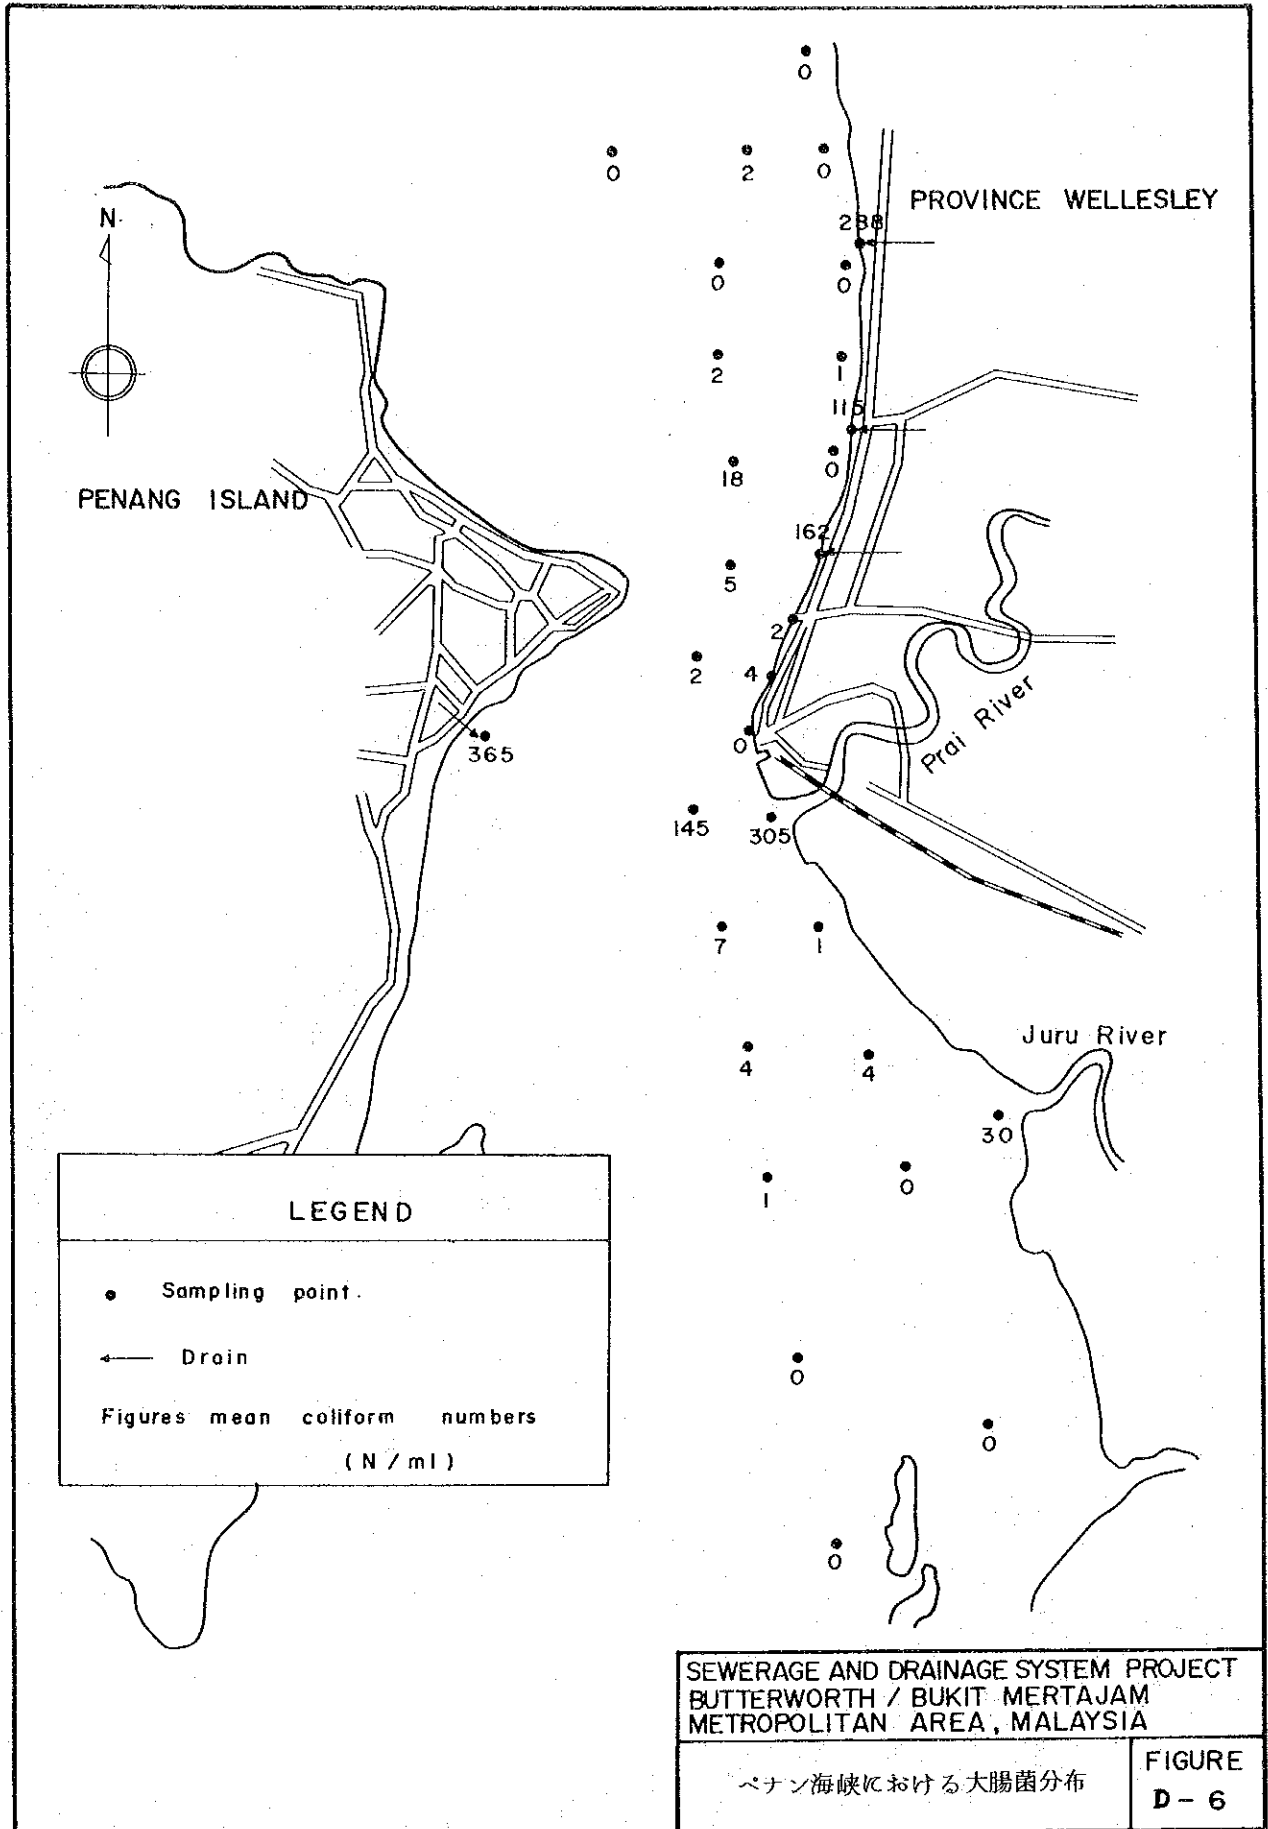 0
0
2
0
PROVINCE WELLESLEY
N
288
0
0
2
1
115
PENANG ISLAND
18
0
162
5
2
2
4
Prai River
365
0
145
305
7
1
Juru River
4
4
30
1
0
LEGEND
Sampling point.
Drain
Figures mean coliform numbers
(N/ml)
0
0
0
SEWERAGE AND DRAINAGE SYSTEM PROJECT
BUTTERWORTH / BUKIT MERTAJAM
METROPOLITAN AREA, MALAYSIA
ペナン海峡における大腸菌分布
FIGURE
D-6